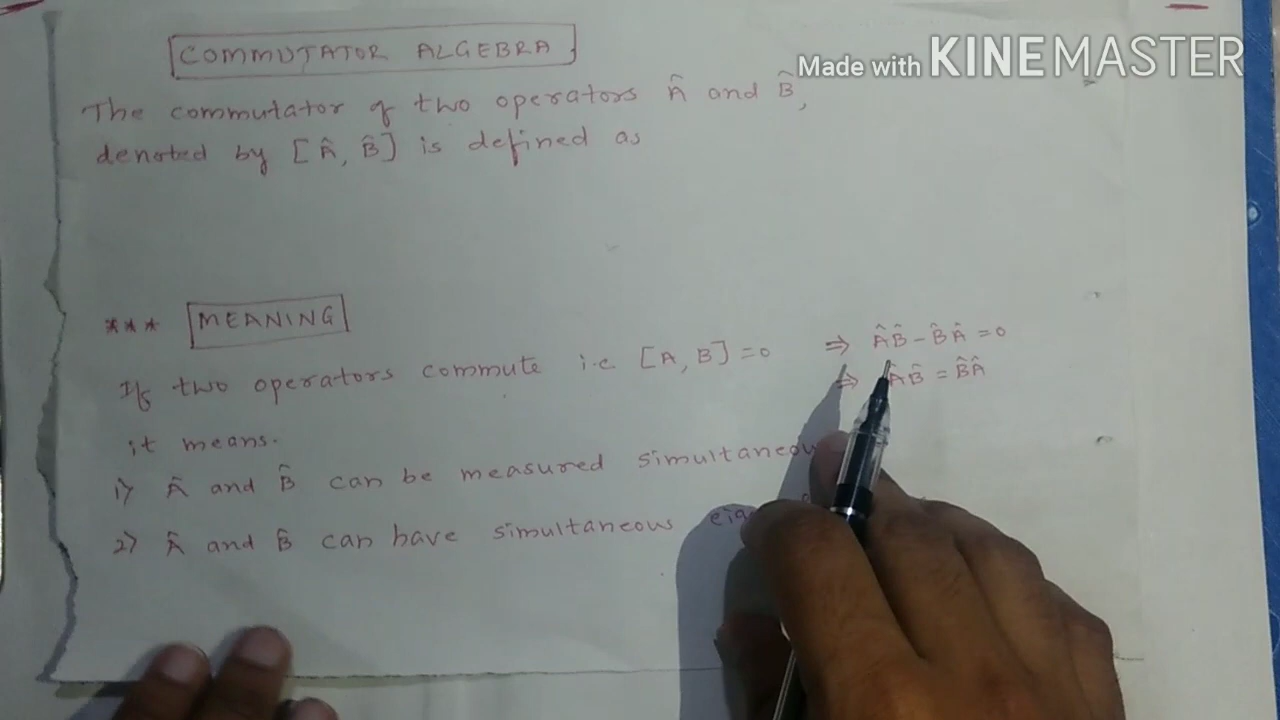 COMMUTATOR ALGEBRA
Made with KINEMASTER
The commutator of two operators Â and B̂,
denoted by [Â, B̂] is defined as
*** MEANING
If two operators commute i.e [A, B] = 0 ⇒ ÂB̂ - B̂Â = 0
⇒ AB̂ = B̂Â
it means.
1) Â and B̂ can be measured
2) Â and B̂ can have simultaneous